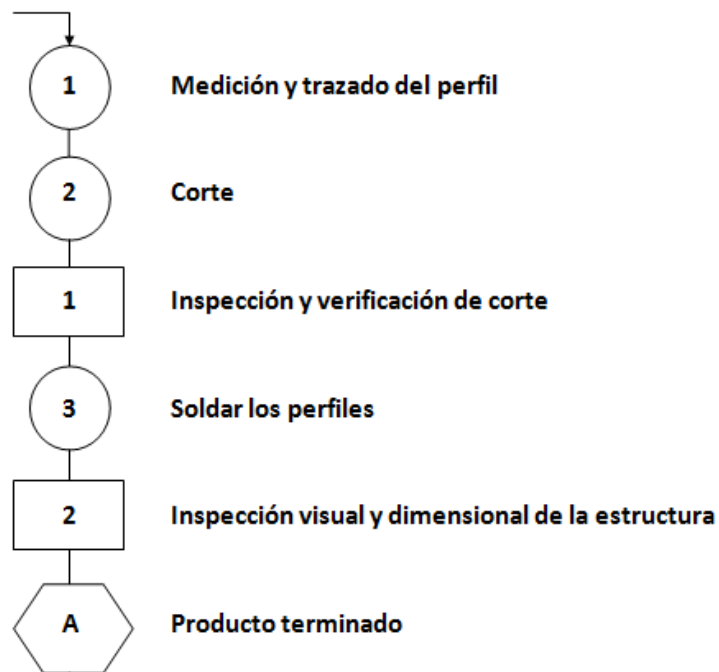 1 Medición y trazado del perfil
2 Corte
1 Inspección y verificación de corte
3 Soldar los perfiles
2 Inspección visual y dimensional de la estructura
A Producto terminado